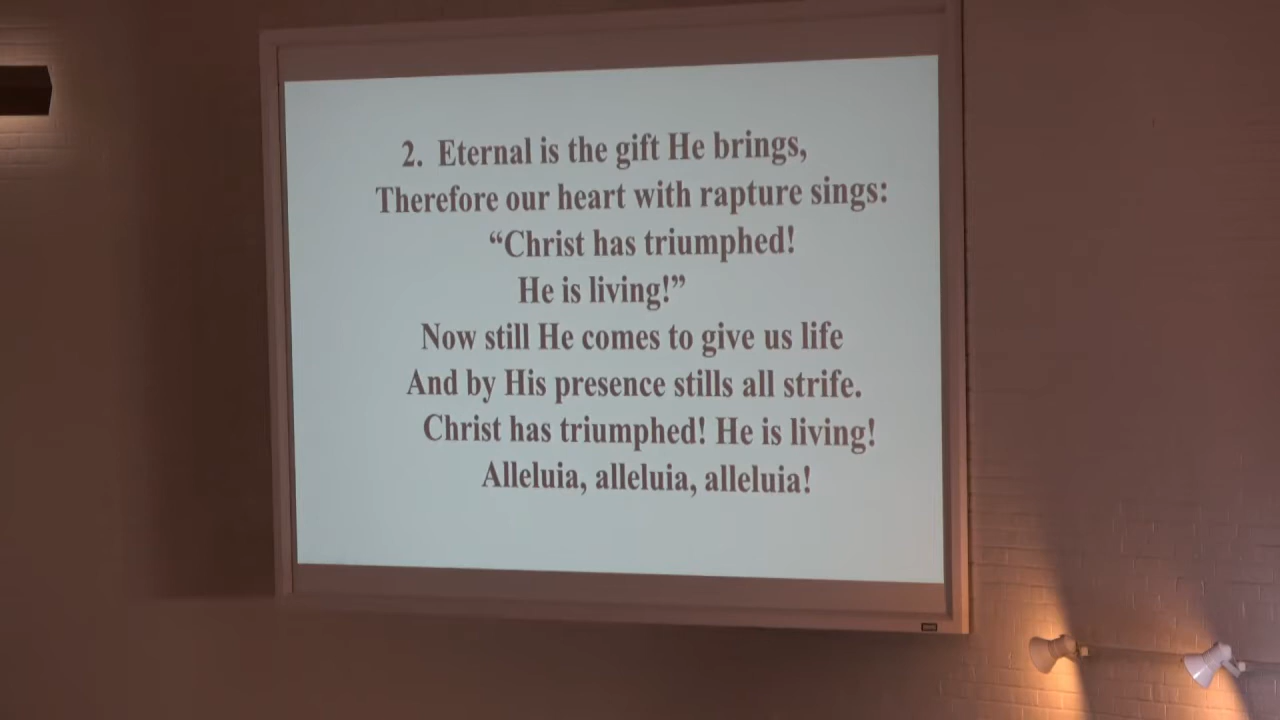 2. Eternal is the gift He brings,
Therefore our heart with rapture sings:
“Christ has triumphed!
He is living!”
Now still He comes to give us life
And by His presence stills all strife.
Christ has triumphed! He is living!
Alleluia, alleluia, alleluia!